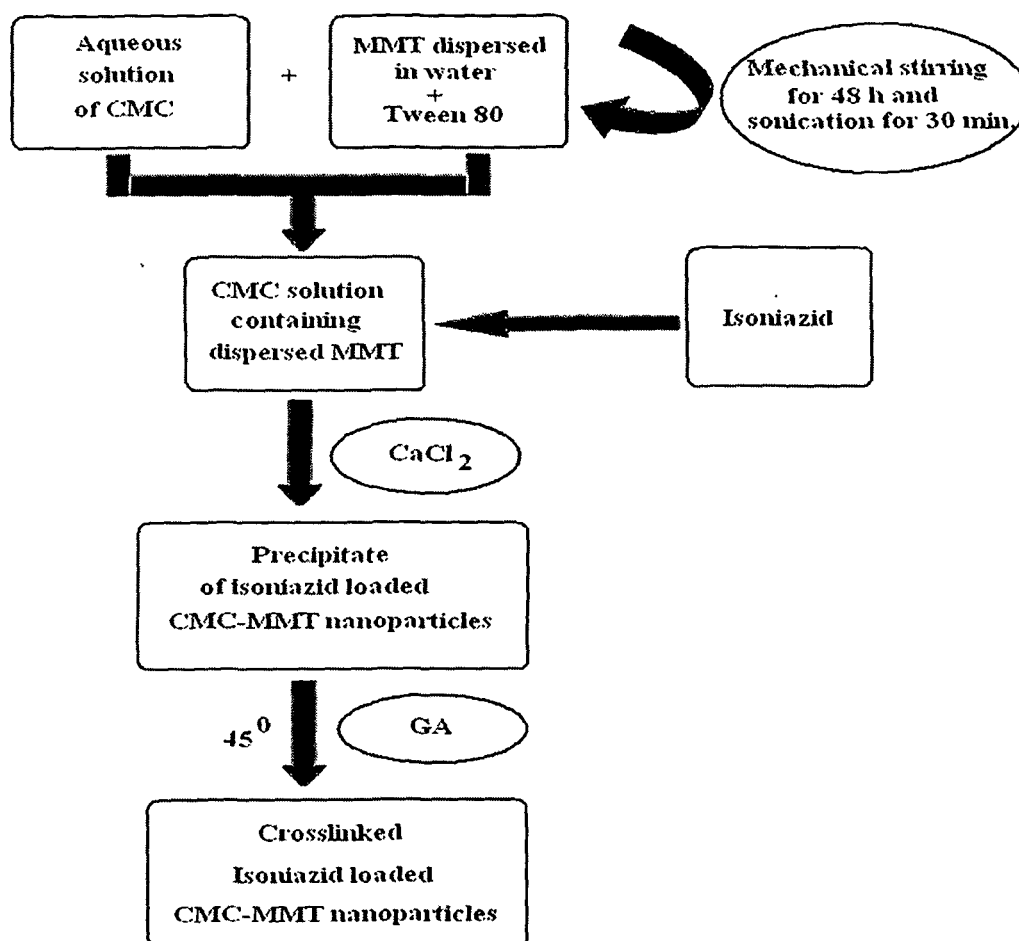 Aqueous
solution
of CMC
+
MMT dispersed
in water
+
Tween 80
Mechanical stirring
for 48 h and
sonication for 30 min.
CMC solution
containing
dispersed MMT
Isoniazid
CaCl2
Precipitate
of isoniazid loaded
CMC-MMT nanoparticles
45⁰
GA
Crosslinked
Isoniazid loaded
CMC-MMT nanoparticles